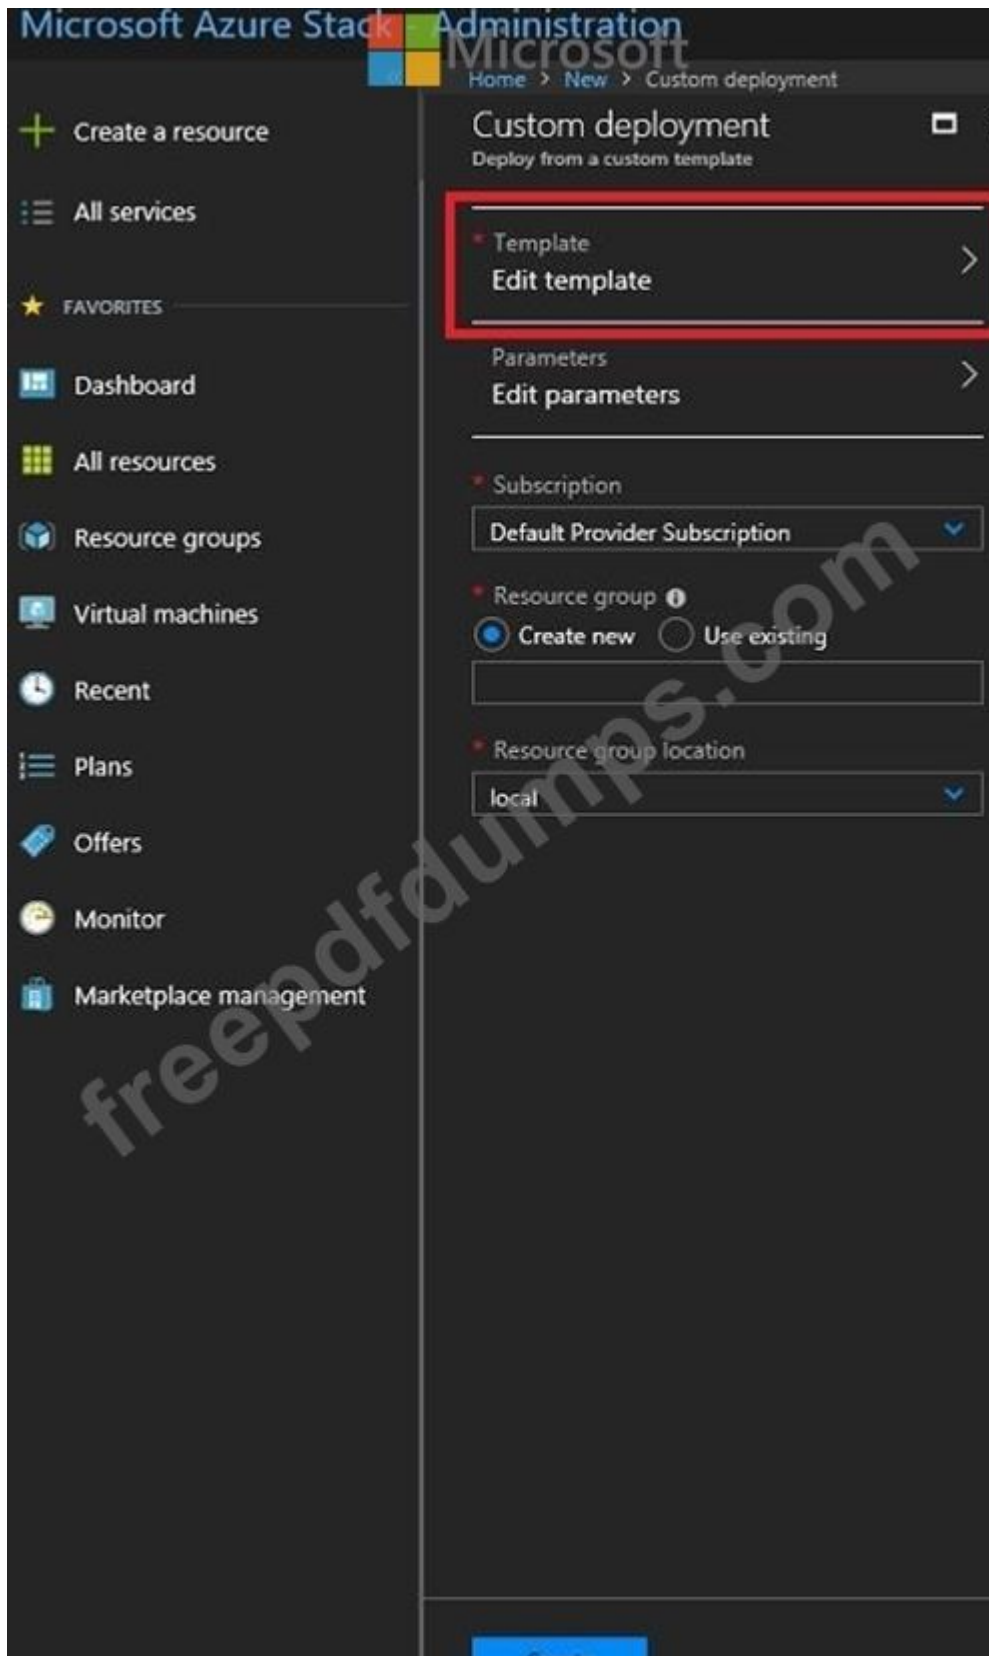 Microsoft Azure Stack - Administration
Microsoft
Home > New > Custom deployment
Create a resource
All services
FAVORITES
Dashboard
All resources
Resource groups
Virtual machines
Recent
Plans
Offers
Monitor
Marketplace management
Custom deployment
Deploy from a custom template
* Template
Edit template
Parameters
Edit parameters
* Subscription
Default Provider Subscription
* Resource group
Create new Use existing
* Resource group location
local
freepdfdumps.com